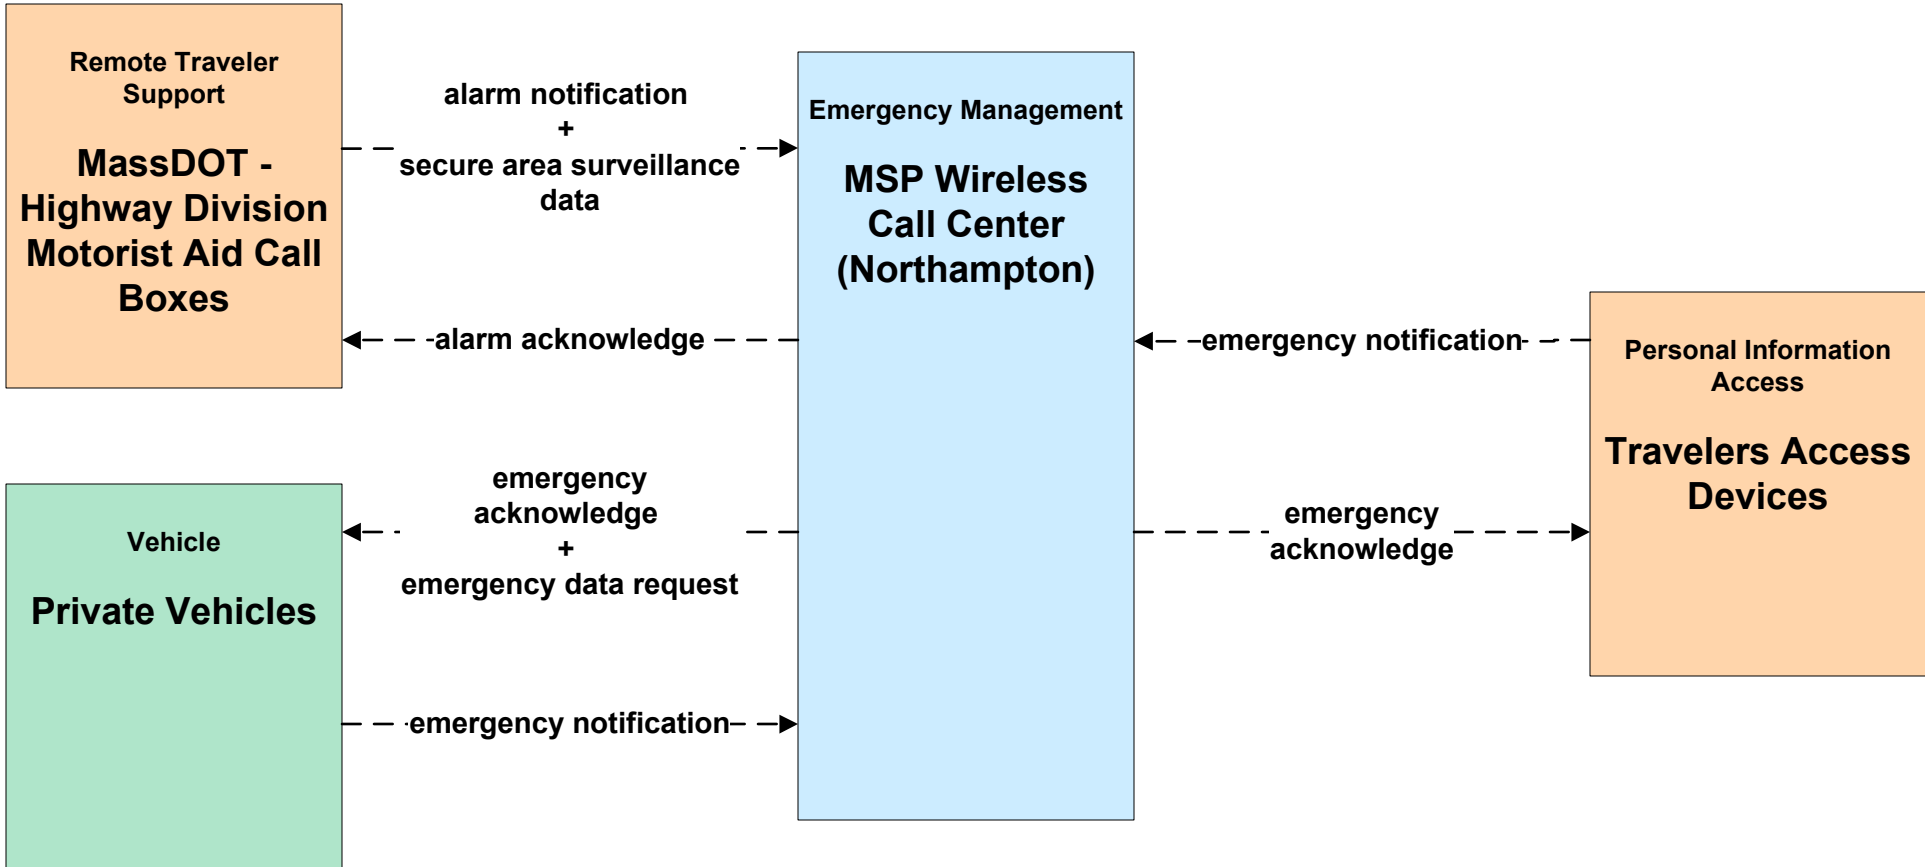 Remote Traveler
Support
MassDOT -
Highway Division
Motorist Aid Call
Boxes
alarm notification
+
secure area surveillance
data
alarm acknowledge
Emergency Management
MSP Wireless
Call Center
(Northampton)
emergency notification
Personal Information
Access
Travelers Access
Devices
emergency
acknowledge
Vehicle
Private Vehicles
emergency
acknowledge
+
emergency data request
emergency notification